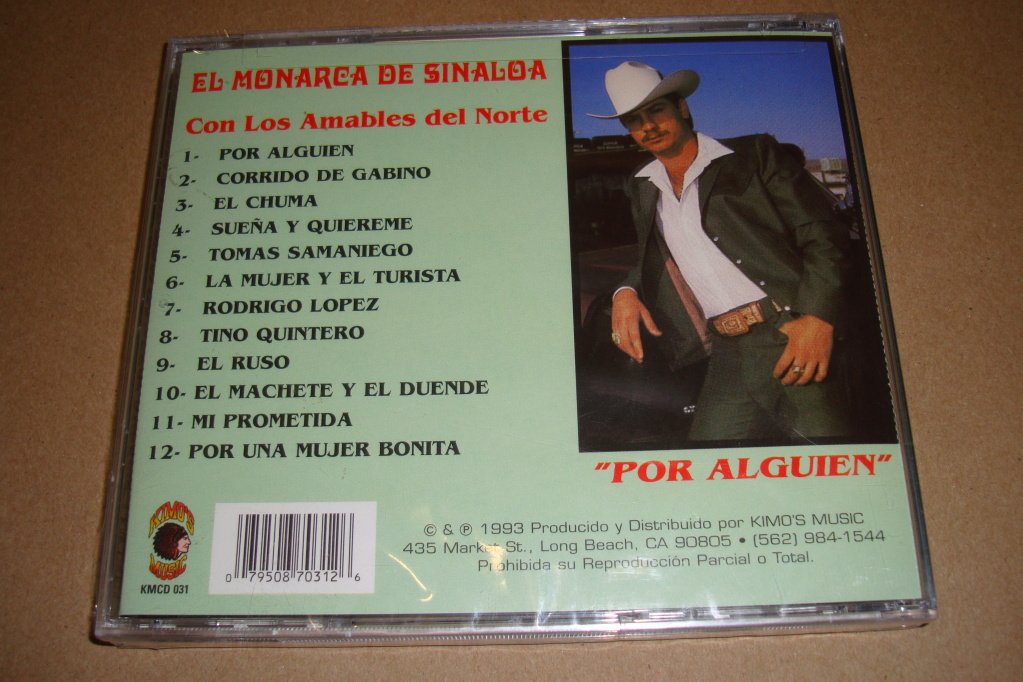 EL MONARCA DE SINALOA
Con Los Amables del Norte
1- POR ALGUIEN
2- CORRIDO DE GABINO
3- EL CHUMA
4- SUEÑA Y QUIEREME
5- TOMAS SAMANIEGO
6- LA MUJER Y EL TURISTA
7- RODRIGO LOPEZ
8- TINO QUINTERO
9- EL RUSO
10- EL MACHETE Y EL DUENDE
11- MI PROMETIDA
12- POR UNA MUJER BONITA
"POR ALGUIEN"
KIMO'S
MUSIC
KMCD 031
0 79508 70312 6
© & ℗ 1993 Producido y Distribuido por KIMO'S MUSIC
435 Market St., Long Beach, CA 90805 • (562) 984-1544
Prohibida su Reproducción Parcial o Total.